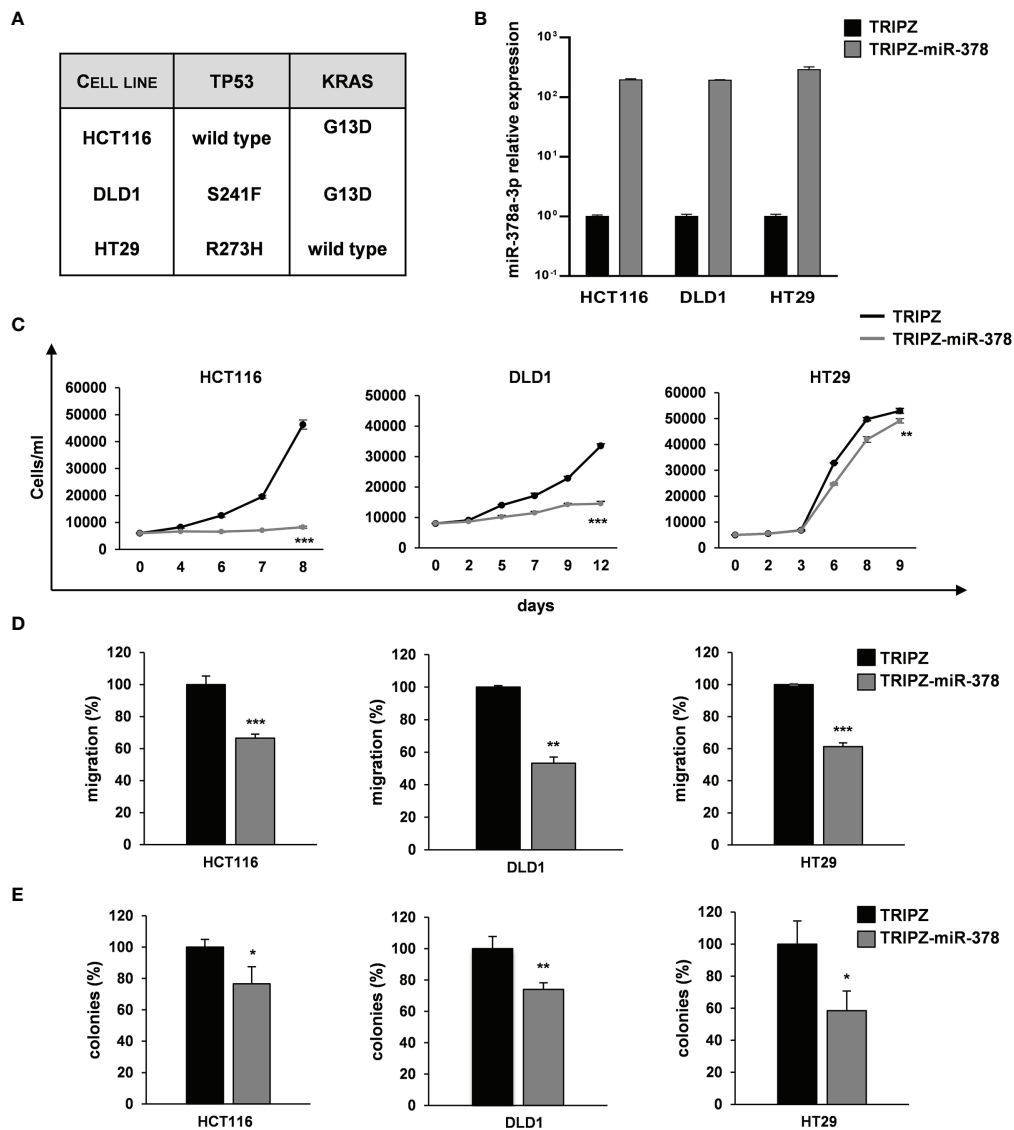 A
CELL LINE TP53 KRAS
HCT116 wild type G13D
DLD1 S241F G13D
HT29 R273H wild type
B
TRIPZ
TRIPZ-miR-378
miR-378a-3p relative expression
10³
10²
10¹
10⁰
10⁻¹
HCT116 DLD1 HT29
C
TRIPZ
TRIPZ-miR-378
Cells/ml
HCT116
60000
50000
40000
30000
20000
10000
0
***
0 4 6 7 8
DLD1
50000
40000
30000
20000
10000
0
***
0 2 5 7 9 12
HT29
60000
50000
40000
30000
20000
10000
0
**
0 2 3 6 8 9
days
D
migration (%)
120
100
80
60
40
20
0
***
HCT116
migration (%)
120
100
80
60
40
20
0
**
DLD1
migration (%)
120
100
80
60
40
20
0
***
HT29
TRIPZ
TRIPZ-miR-378
E
colonies (%)
120
100
80
60
40
20
0
*
HCT116
colonies (%)
120
100
80
60
40
20
0
**
DLD1
colonies (%)
120
100
80
60
40
20
0
*
HT29
TRIPZ
TRIPZ-miR-378